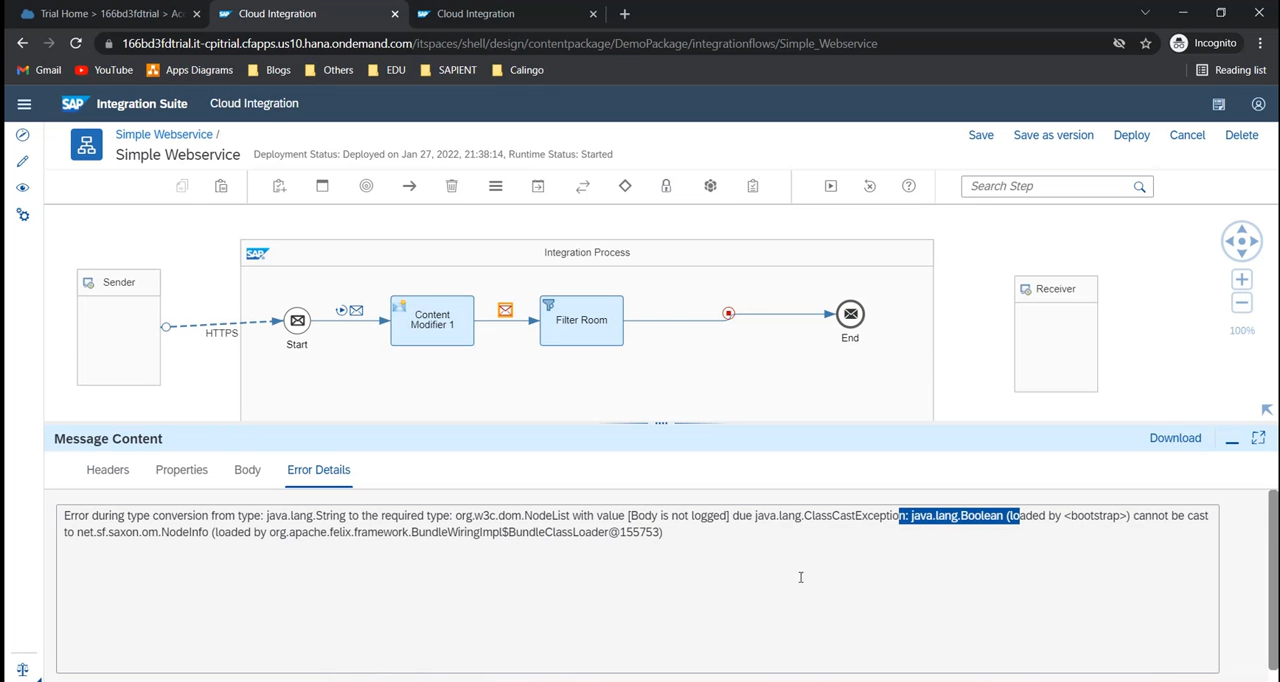 Trial Home > 166bd3fdtrial > Acc
Cloud Integration
Cloud Integration
166bd3fdtrial.it-cpitrial.cfapps.us10.hana.ondemand.com/itspaces/shell/design/contentpackage/DemoPackage/integrationflows/Simple_Webservice
Incognito
Gmail
YouTube
Apps Diagrams
Blogs
Others
EDU
SAPIENT
Calingo
Reading list
SAP Integration Suite
Cloud Integration
Simple Webservice /
Simple Webservice
Deployment Status: Deployed on Jan 27, 2022, 21:38:14, Runtime Status: Started
Save
Save as version
Deploy
Cancel
Delete
Search Step
SAP
Integration Process
Sender
HTTPS
Start
Content
Modifier 1
Filter Room
End
Receiver
100%
Message Content
Download
Headers
Properties
Body
Error Details
Error during type conversion from type: java.lang.String to the required type: org.w3c.dom.NodeList with value [Body is not logged] due java.lang.ClassCastException: java.lang.Boolean (loaded by <bootstrap>) cannot be cast
to net.sf.saxon.om.NodeInfo (loaded by org.apache.felix.framework.BundleWiringImpl$BundleClassLoader@155753)